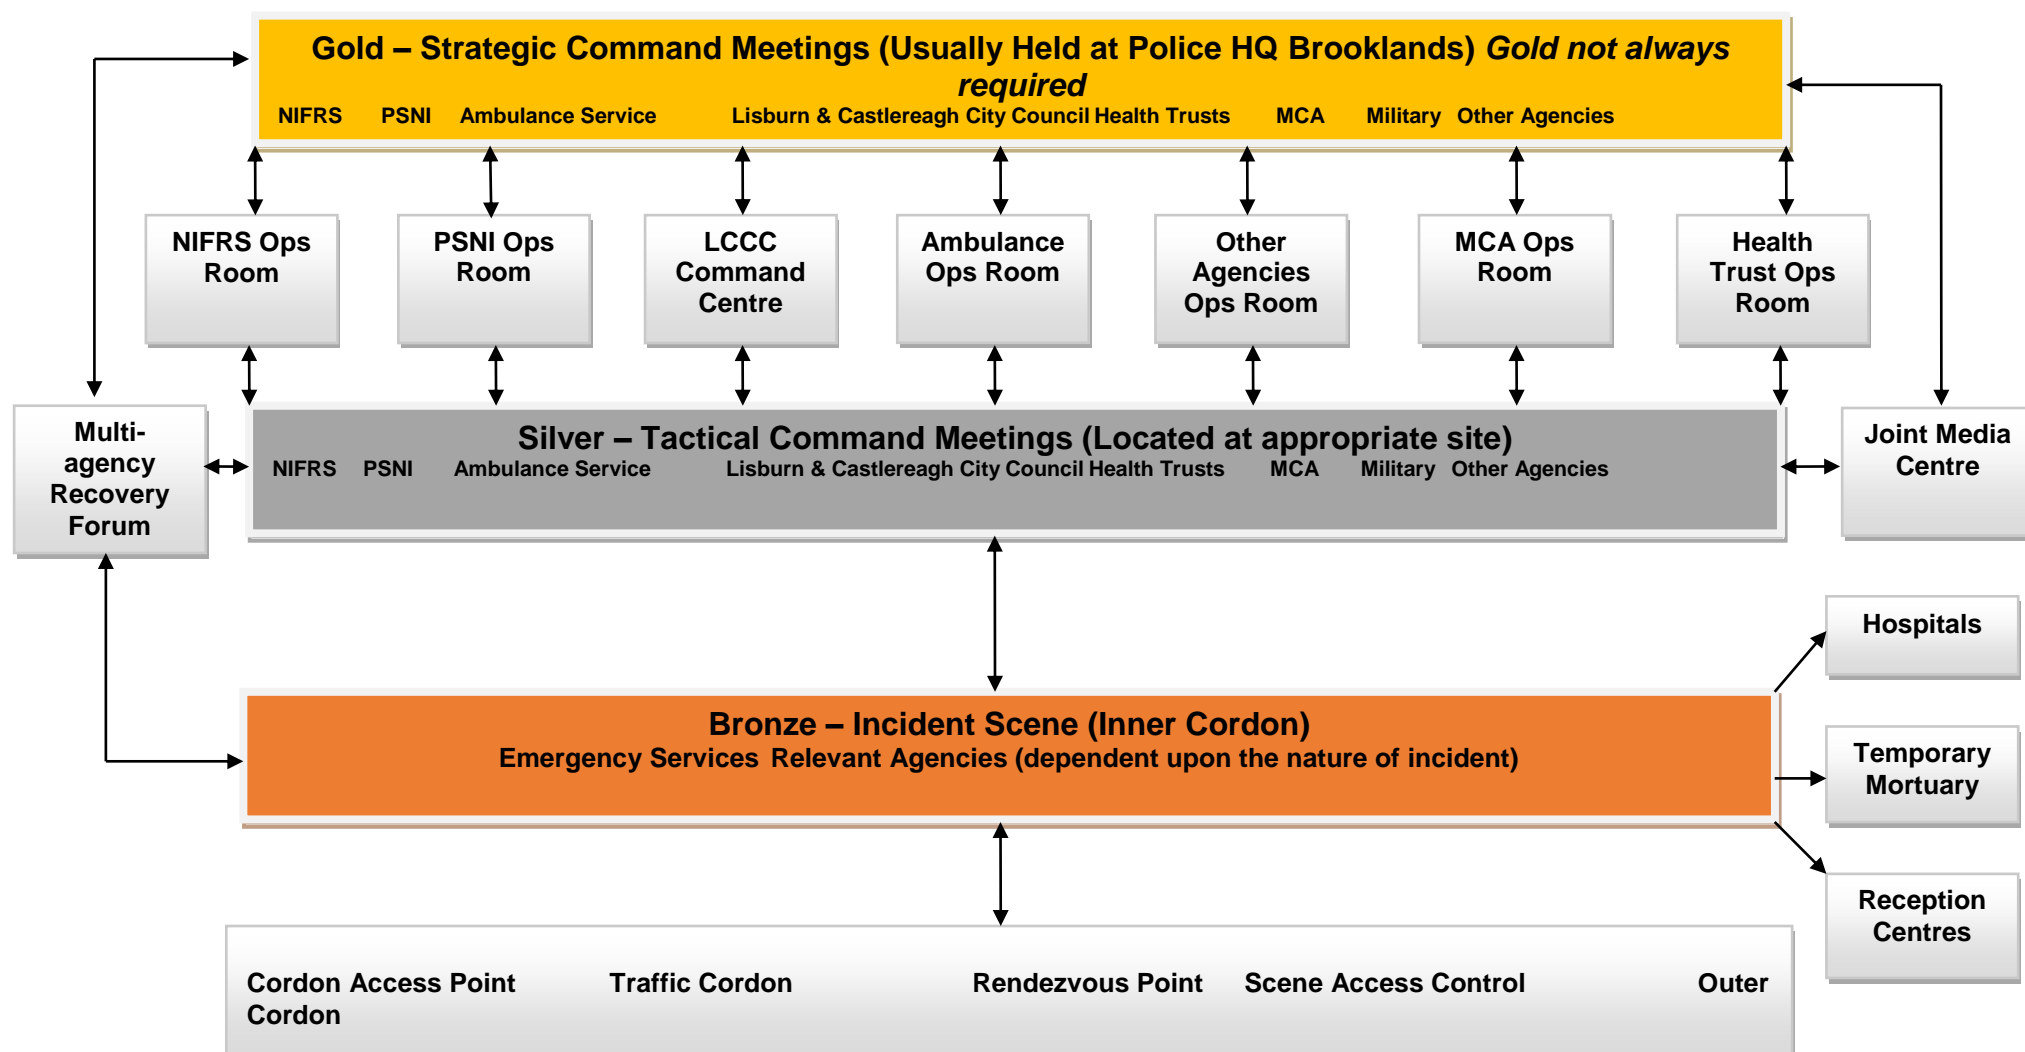 Gold – Strategic Command Meetings (Usually Held at Police HQ Brooklands) Gold not always
required
NIFRS PSNI Ambulance Service Lisburn & Castlereagh City Council Health Trusts MCA Military Other Agencies
NIFRS Ops
Room
PSNI Ops
Room
LCCC
Command
Centre
Ambulance
Ops Room
Other
Agencies
Ops Room
MCA Ops
Room
Health
Trust Ops
Room
Multi-
agency
Recovery
Forum
Silver – Tactical Command Meetings (Located at appropriate site)
NIFRS PSNI Ambulance Service Lisburn & Castlereagh City Council Health Trusts MCA Military Other Agencies
Joint Media
Centre
Hospitals
Bronze – Incident Scene (Inner Cordon)
Emergency Services Relevant Agencies (dependent upon the nature of incident)
Temporary
Mortuary
Reception
Centres
Cordon Access Point Traffic Cordon Rendezvous Point Scene Access Control Outer
Cordon